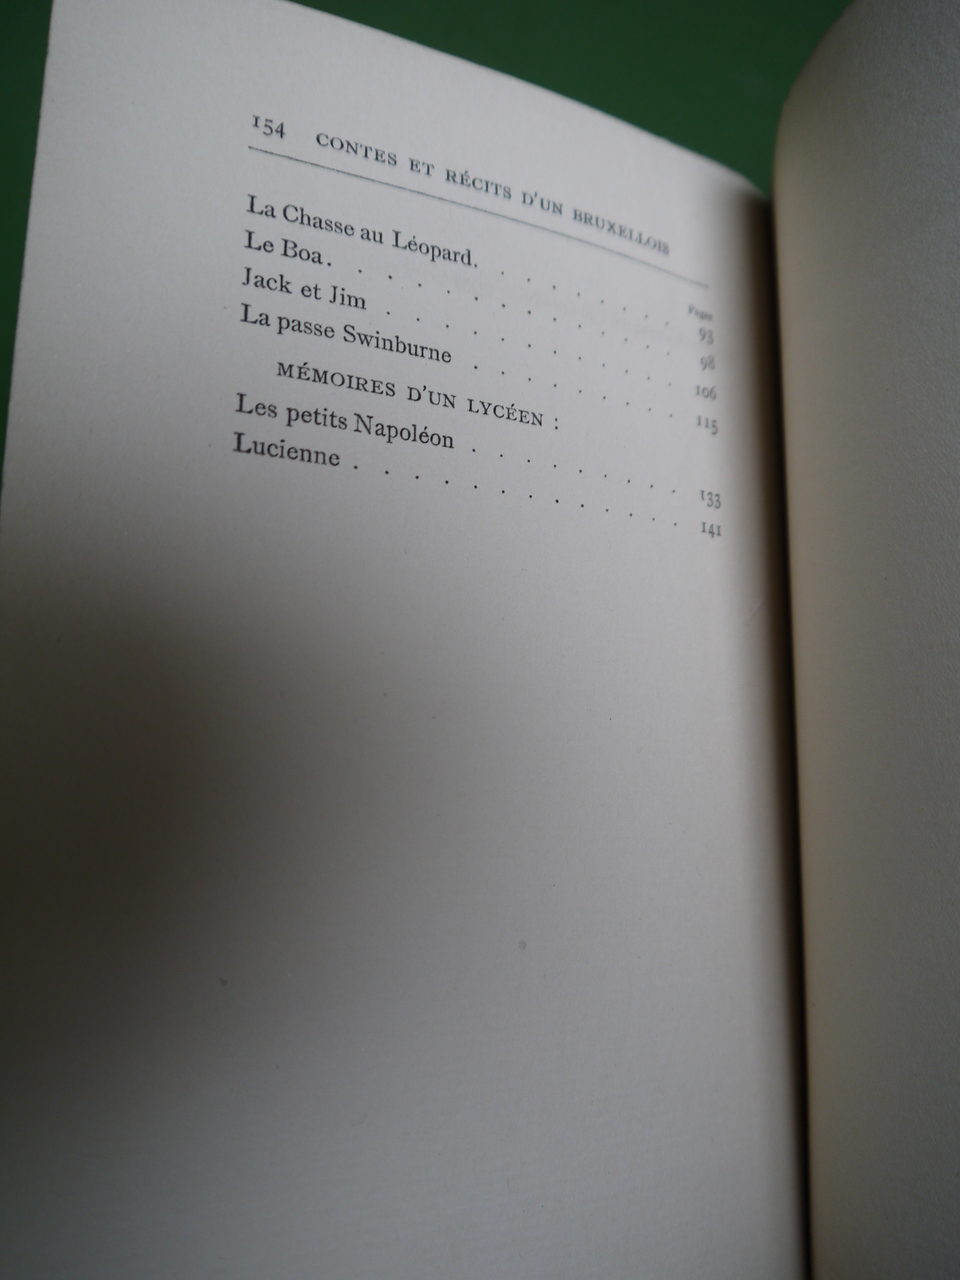 154 CONTES ET RÉCITS D'UN BRUXELLOIS
Pages
La Chasse au Léopard. . . . . . . . . 93
Le Boa. . . . . . . . . . . . . 98
Jack et Jim . . . . . . . . . . . 106
La passe Swinburne . . . . . . . . . 115
MÉMOIRES D'UN LYCÉEN :
Les petits Napoléon . . . . . . . . . 133
Lucienne . . . . . . . . . . . . 141